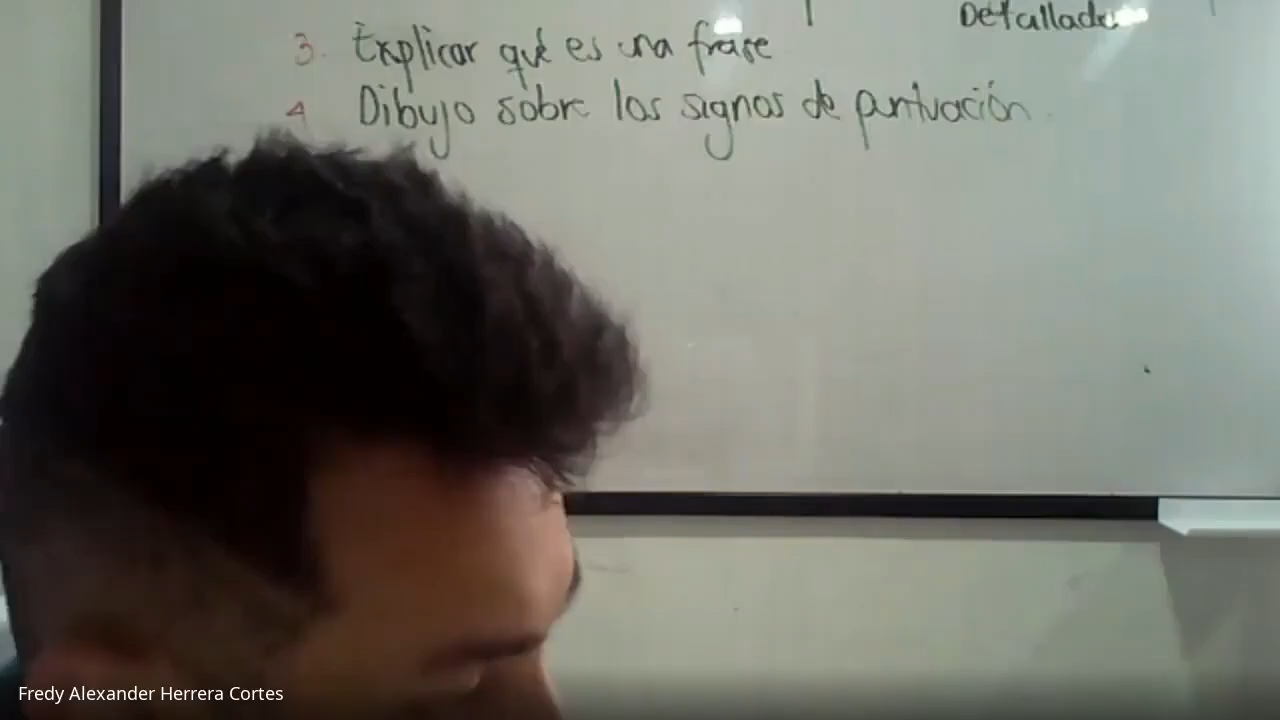 Detallado
3. Explicar qué es una frase
4 Dibujo sobre los signos de puntuación.
Fredy Alexander Herrera Cortes